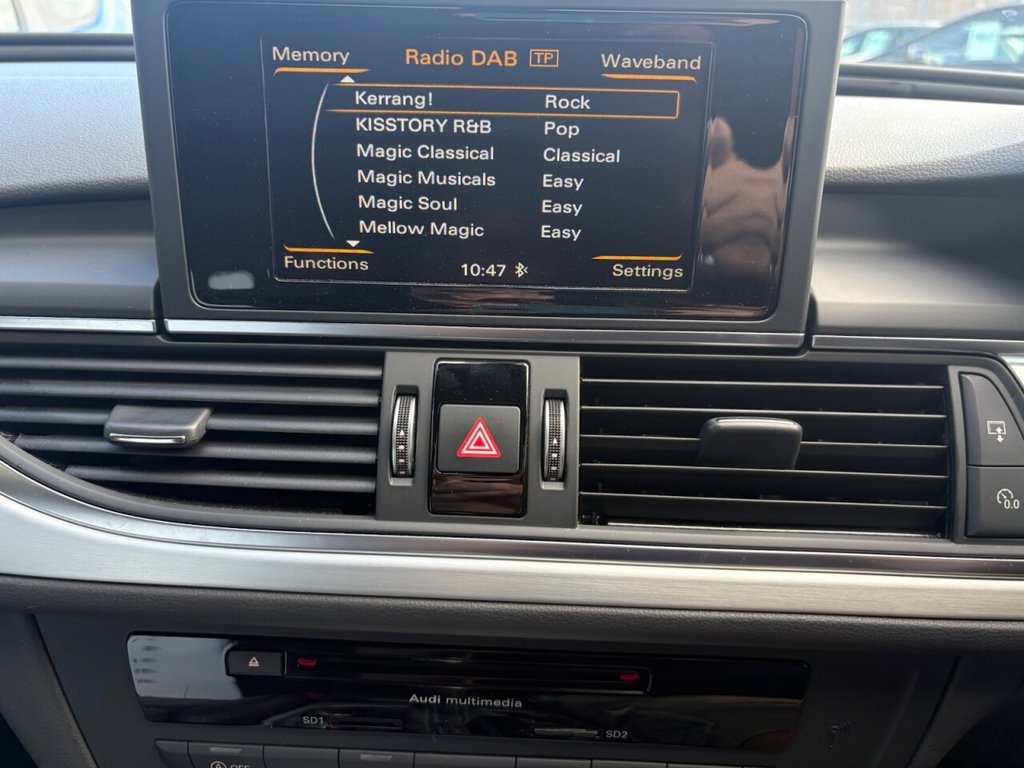 Memory Radio DAB TP Waveband
Kerrang! Rock
KISSTORY R&B Pop
Magic Classical Classical
Magic Musicals Easy
Magic Soul Easy
Mellow Magic Easy
Functions 10:47 Settings
0.0
Audi multimedia
SD1 SD2
OFF